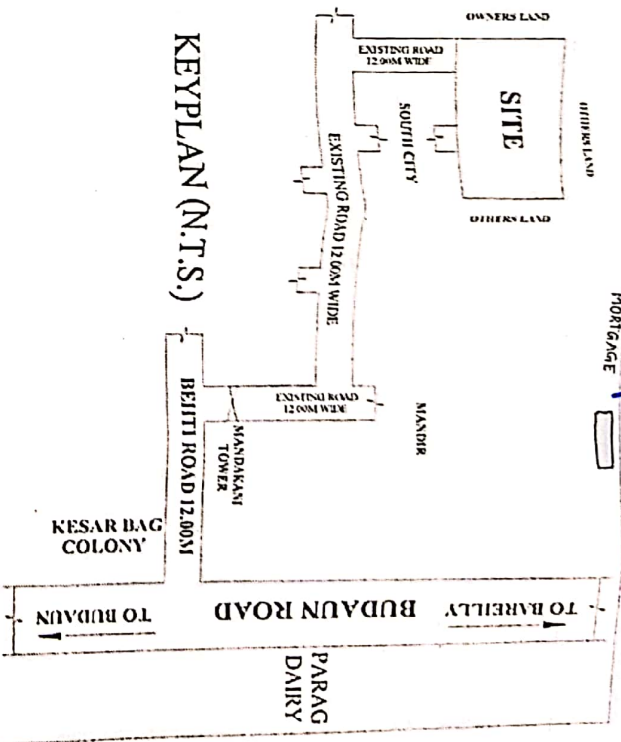 OWNERS LAND
EXISTING ROAD
12.00M WIDE
SITE
OTHERS LAND
SOUTH CITY
OTHERS LAND
EXISTING ROAD 12.00M WIDE
KEYPLAN (N.T.S.)
MORTGAGE
EXISTING ROAD
12.00M WIDE
MANDIR
MANDAKANI
TOWER
ROAD 12.00M
KESAR BAG
COLONY
TO BUDAUN
BUDAUN ROAD
TO BAREILLY
PARAG
DAIRY